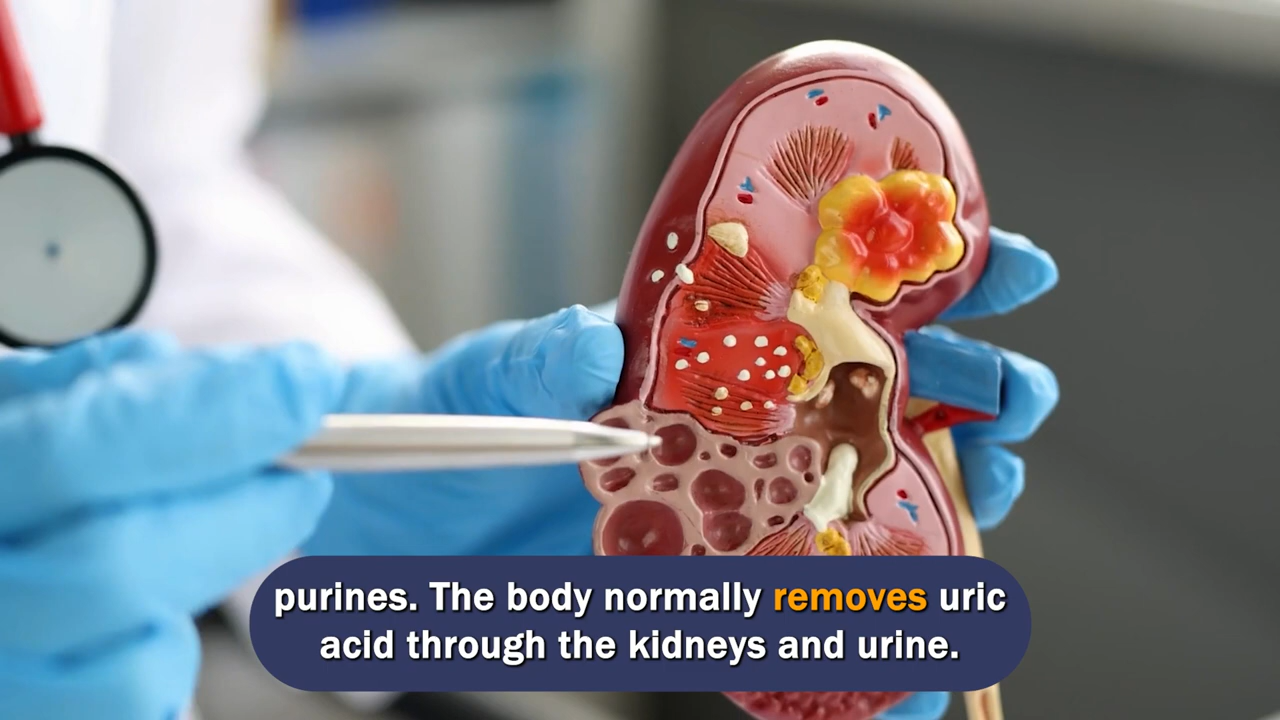 purines. The body normally removes uric
acid through the kidneys and urine.